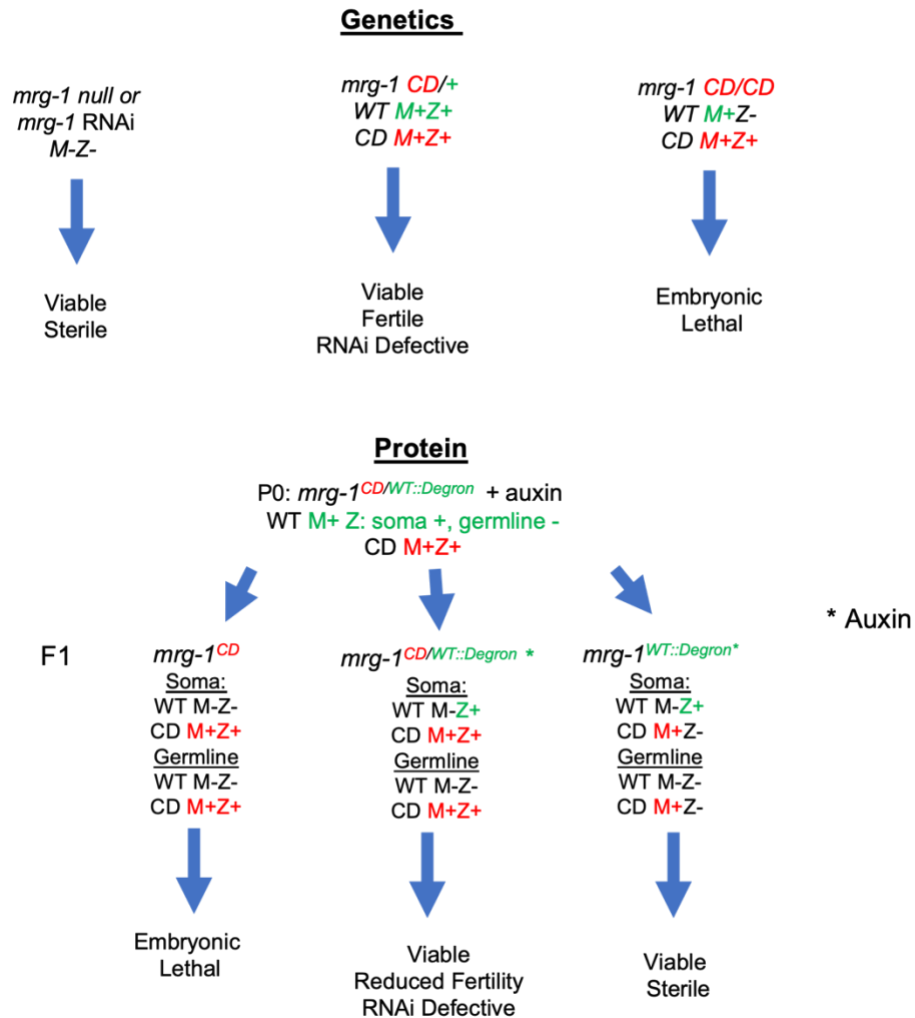 Genetics
mrg-1 null or
mrg-1 RNAi
M-Z-
Viable
Sterile
mrg-1 CD/+
WT M+Z+
CD M+Z+
Viable
Fertile
RNAi Defective
mrg-1 CD/CD
WT M+Z-
CD M+Z+
Embryonic
Lethal
Protein
P0: mrg-1CD/WT::Degron + auxin
WT M+ Z: soma +, germline -
CD M+Z+
* Auxin
F1
mrg-1CD
Soma:
WT M-Z-
CD M+Z+
Germline
WT M-Z-
CD M+Z+
Embryonic
Lethal
mrg-1CD/WT::Degron *
Soma:
WT M-Z+
CD M+Z+
Germline
WT M-Z-
CD M+Z+
Viable
Reduced Fertility
RNAi Defective
mrg-1WT::Degron*
Soma:
WT M-Z+
CD M+Z-
Germline
WT M-Z-
CD M+Z-
Viable
Sterile